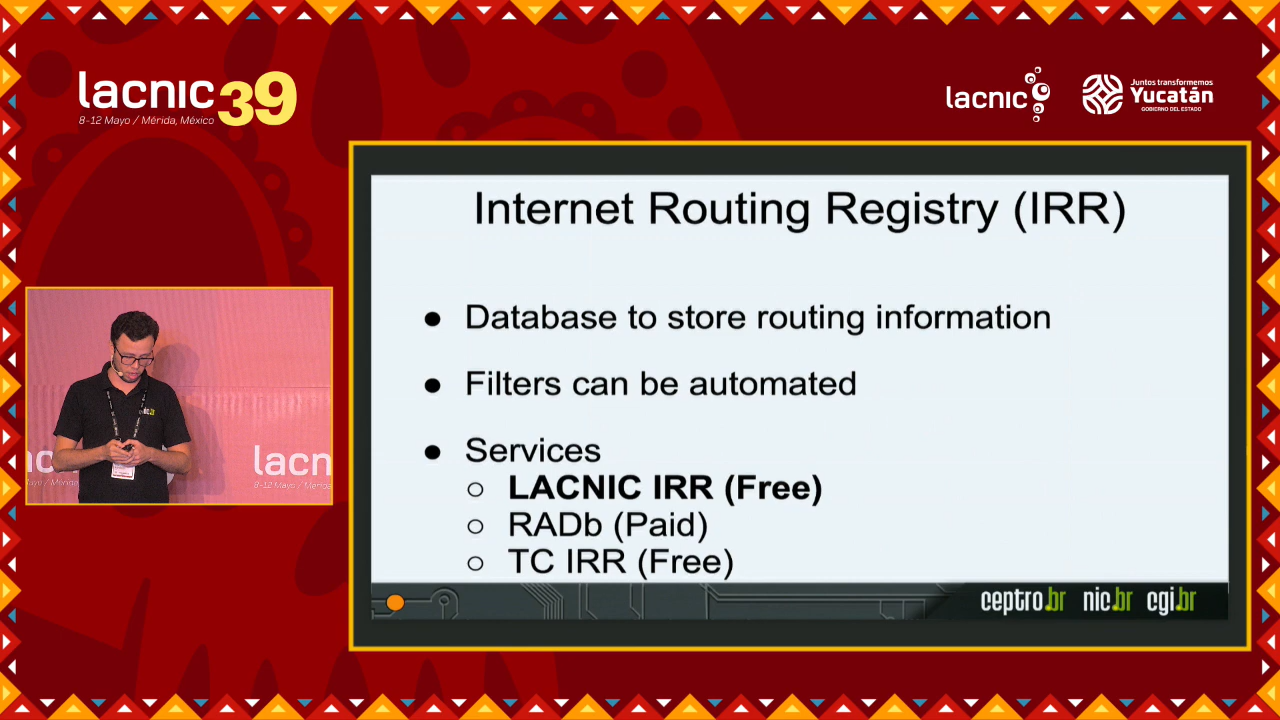 lacnic 39
8-12 Mayo / Mérida, México
lacnic
Juntos transformemos
Yucatán
GOBIERNO DEL ESTADO
Internet Routing Registry (IRR)
● Database to store routing information
● Filters can be automated
● Services
○ LACNIC IRR (Free)
○ RADb (Paid)
○ TC IRR (Free)
ceptro.br nic.br cgi.br
lacn
8-12 Mayo / Mérida